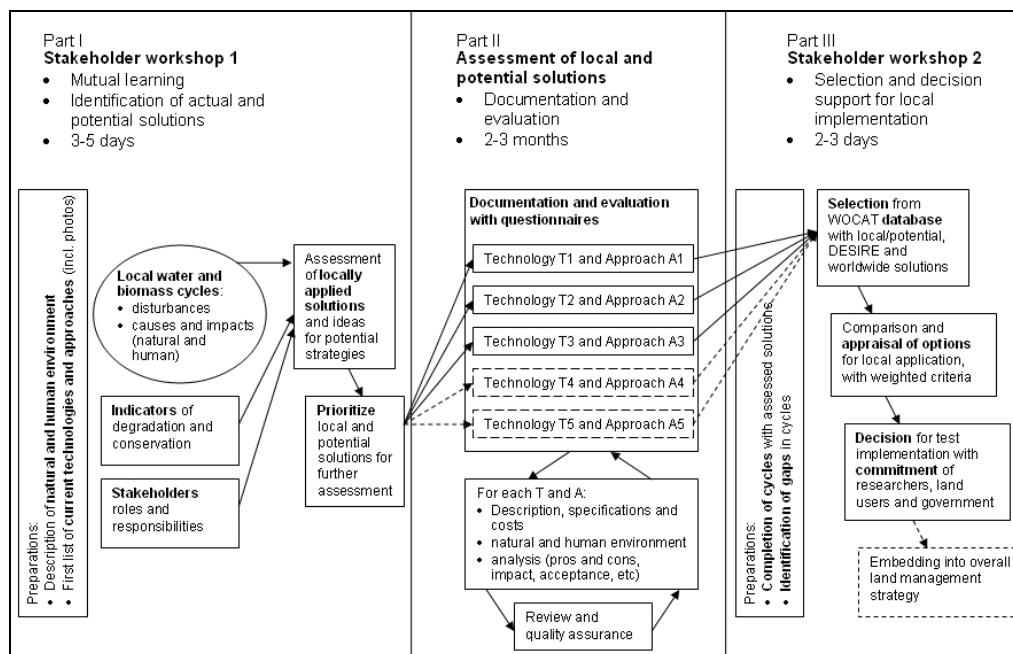 Part I
Stakeholder workshop 1
• Mutual learning
• Identification of actual and
potential solutions
• 3-5 days
Preparations:
• Description of natural and human environment
• First list of current technologies and approaches (incl. photos)
Local water and
biomass cycles:
• disturbances
• causes and impacts
(natural and
human)
Indicators of
degradation and
conservation
Stakeholders
roles and
responsibilities
Assessment
of locally
applied
solutions
and ideas
for potential
strategies
Prioritize
local and
potential
solutions for
further
assessment
Part II
Assessment of local and
potential solutions
• Documentation and
evaluation
• 2-3 months
Documentation and evaluation
with questionnaires
Technology T1 and Approach A1
Technology T2 and Approach A2
Technology T3 and Approach A3
Technology T4 and Approach A4
Technology T5 and Approach A5
For each T and A:
• Description, specifications and
costs
• natural and human environment
• analysis (pros and cons,
impact, acceptance, etc)
Review and
quality assurance
Part III
Stakeholder workshop 2
• Selection and decision
support for local
implementation
• 2-3 days
Preparations:
• Completion of cycles with assessed solutions
• Identification of gaps in cycles
Selection from
WOCAT database
with local/potential,
DESIRE and
worldwide solutions
Comparison and
appraisal of options
for local application,
with weighted criteria
Decision for test
implementation with
commitment of
researchers, land
users and government
Embedding into overall
land management
strategy